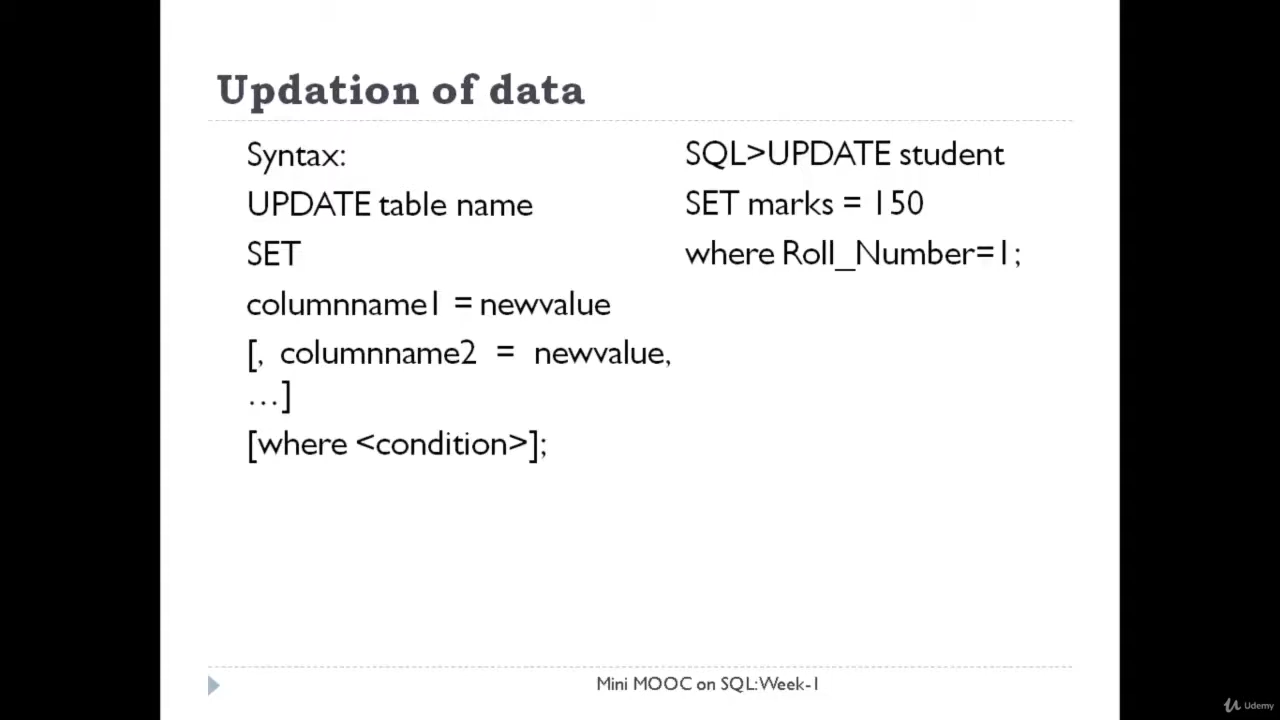 Updation of data
Syntax:
UPDATE table name
SET
columnname1 = newvalue
[, columnname2 = newvalue,
…]
[where <condition>];
SQL>UPDATE student
SET marks = 150
where Roll_Number=1;
Mini MOOC on SQL:Week-1
Udemy